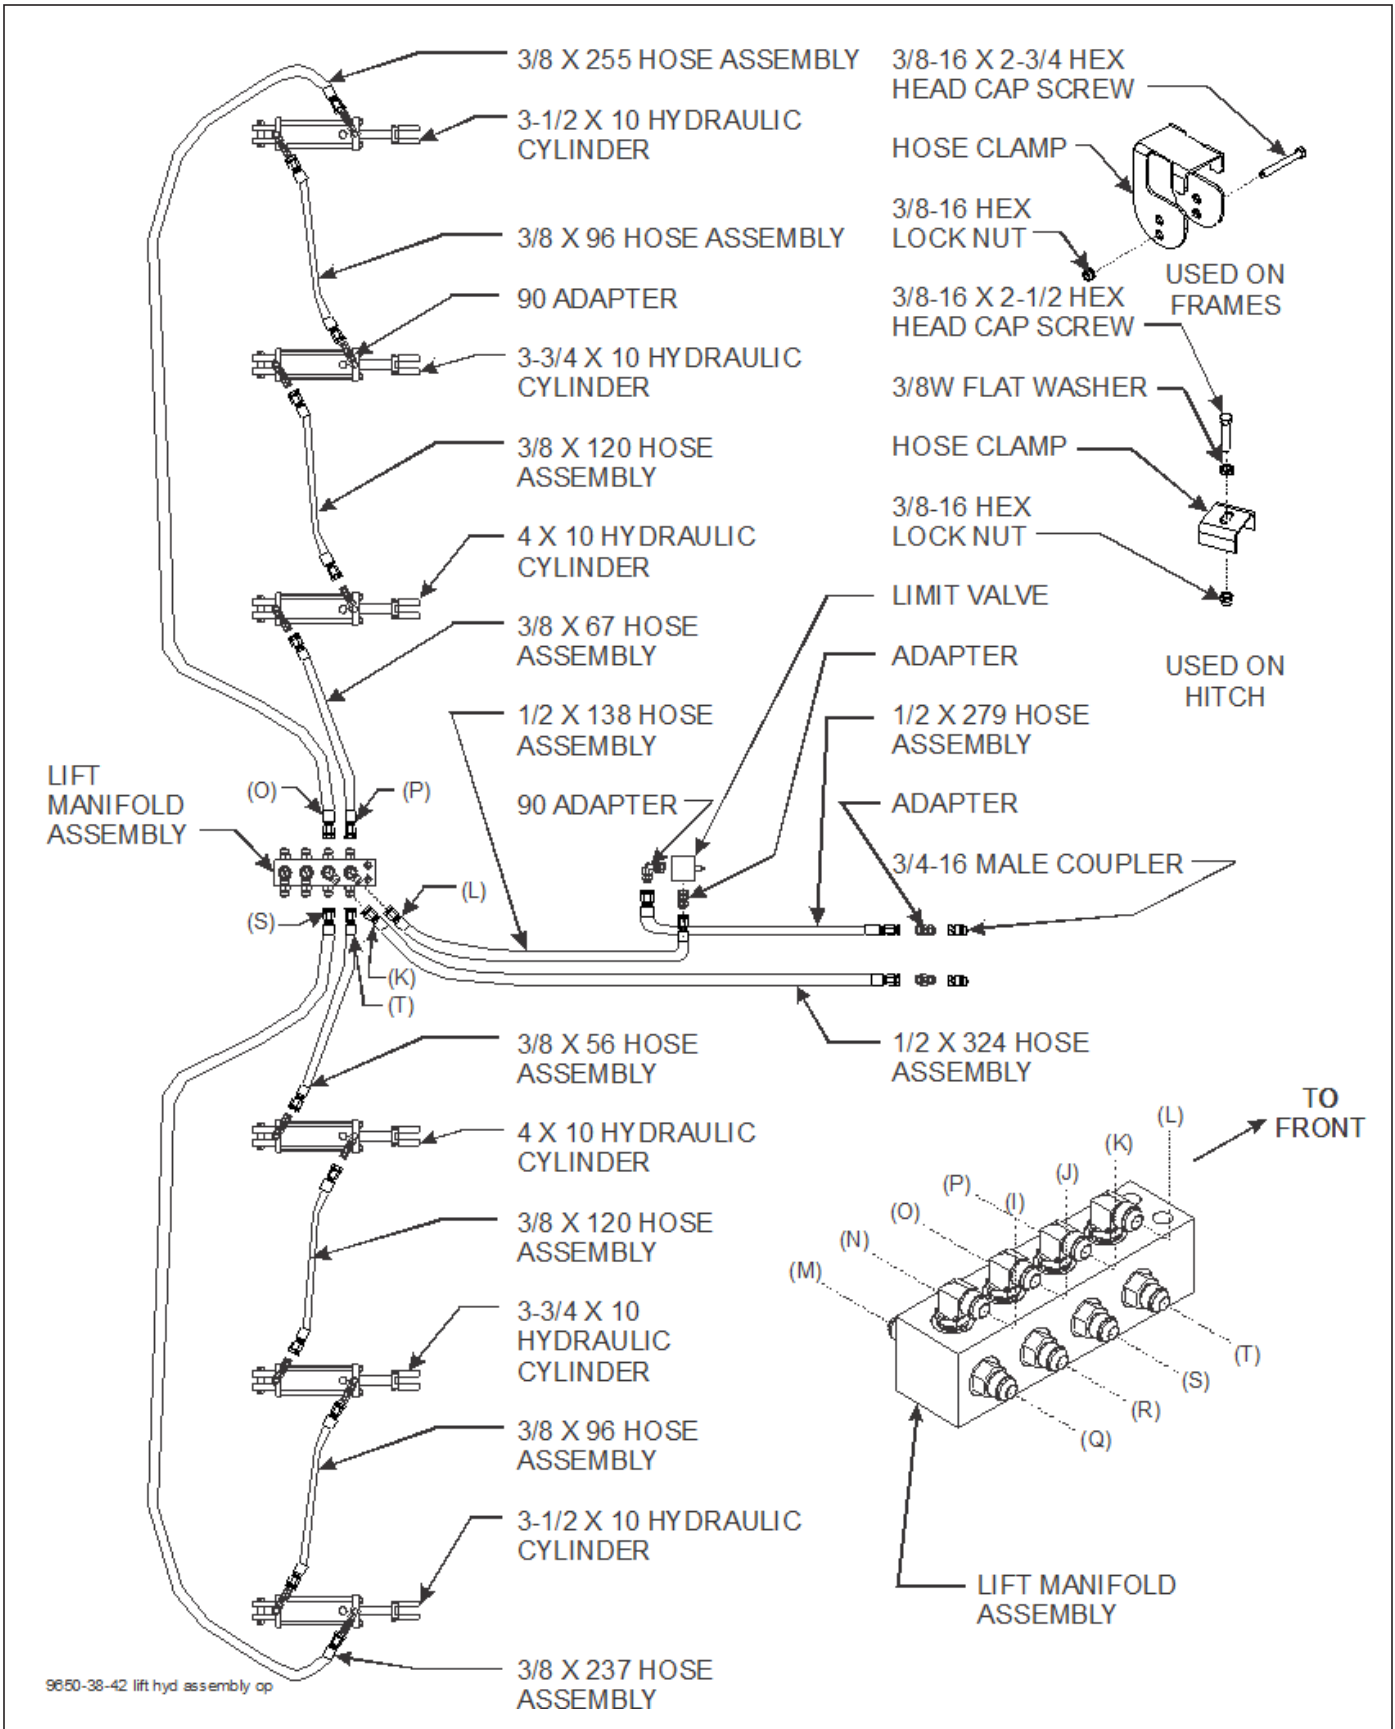 3/8 X 255 HOSE ASSEMBLY
3-1/2 X 10 HYDRAULIC
CYLINDER
3/8 X 96 HOSE ASSEMBLY
90 ADAPTER
3-3/4 X 10 HYDRAULIC
CYLINDER
3/8 X 120 HOSE
ASSEMBLY
4 X 10 HYDRAULIC
CYLINDER
3/8 X 67 HOSE
ASSEMBLY
1/2 X 138 HOSE
ASSEMBLY
90 ADAPTER
3/8-16 X 2-3/4 HEX
HEAD CAP SCREW
HOSE CLAMP
3/8-16 HEX
LOCK NUT
USED ON
FRAMES
3/8-16 X 2-1/2 HEX
HEAD CAP SCREW
3/8W FLAT WASHER
HOSE CLAMP
3/8-16 HEX
LOCK NUT
LIMIT VALVE
ADAPTER
USED ON
HITCH
1/2 X 279 HOSE
ASSEMBLY
ADAPTER
3/4-16 MALE COUPLER
LIFT
MANIFOLD
ASSEMBLY
(O)
(P)
(L)
(S)
(K)
(T)
3/8 X 56 HOSE
ASSEMBLY
4 X 10 HYDRAULIC
CYLINDER
3/8 X 120 HOSE
ASSEMBLY
3-3/4 X 10
HYDRAULIC
CYLINDER
3/8 X 96 HOSE
ASSEMBLY
3-1/2 X 10 HYDRAULIC
CYLINDER
3/8 X 237 HOSE
ASSEMBLY
1/2 X 324 HOSE
ASSEMBLY
TO
FRONT
(L)
(K)
(J)
(P)
(I)
(O)
(N)
(M)
(T)
(S)
(R)
(Q)
LIFT MANIFOLD
ASSEMBLY
9650-38-42 lift hyd assembly op